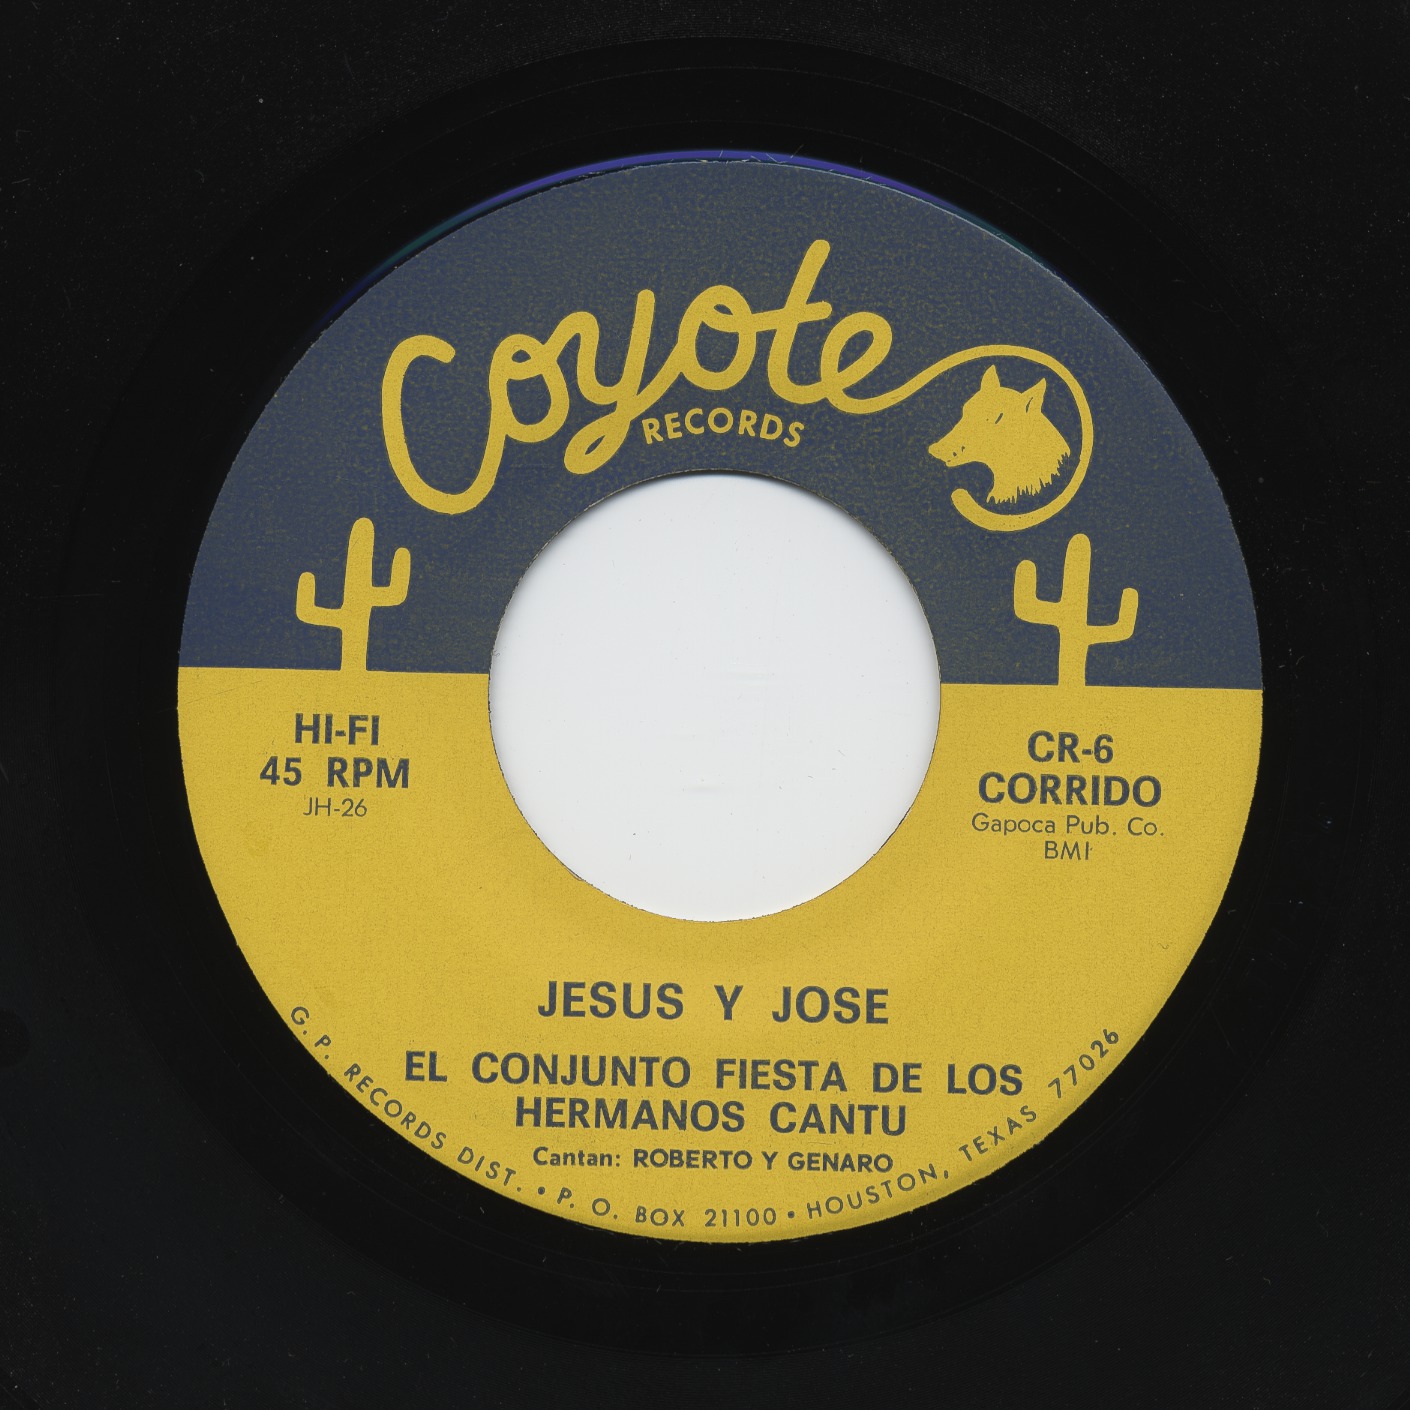 Coyote
RECORDS
HI-FI
45 RPM
JH-26
CR-6
CORRIDO
Gapoca Pub. Co.
BMI
JESUS Y JOSE
EL CONJUNTO FIESTA DE LOS
HERMANOS CANTU
Cantan: ROBERTO Y GENARO
G. P. RECORDS DIST. • P. O. BOX 21100 • HOUSTON, TEXAS 77026